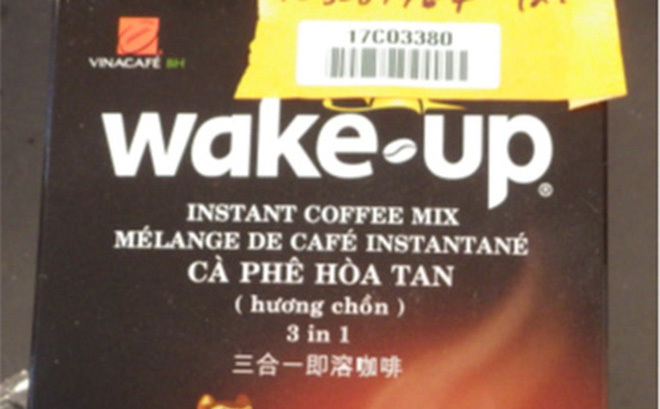 17C03380
VINACAFÉ BH
wake-up
®
INSTANT COFFEE MIX
MÉLANGE DE CAFÉ INSTANTANÉ
CÀ PHÊ HÒA TAN
( hương chồn )
3 in 1
三合一即溶咖啡